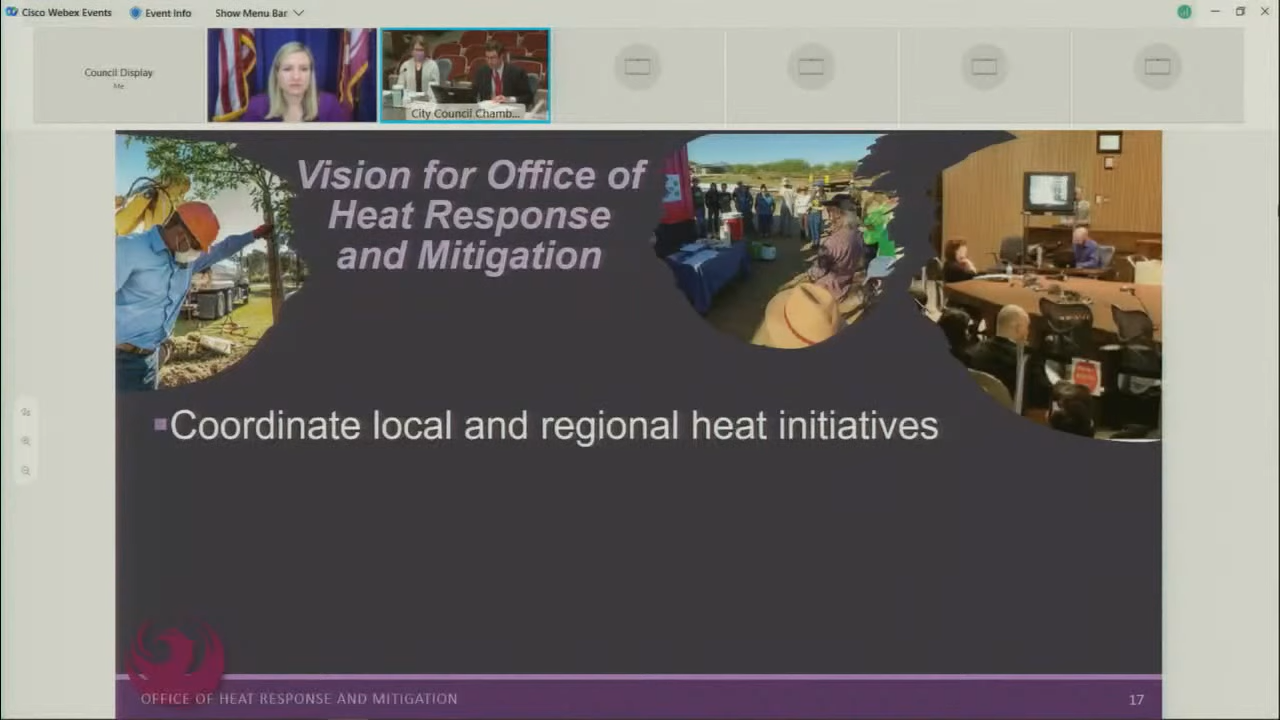 Cisco Webex Events
Event Info
Show Menu Bar
Council Display
Me
City Council Chamb...
Vision for Office of
Heat Response
and Mitigation
▪Coordinate local and regional heat initiatives
OFFICE OF HEAT RESPONSE AND MITIGATION
17